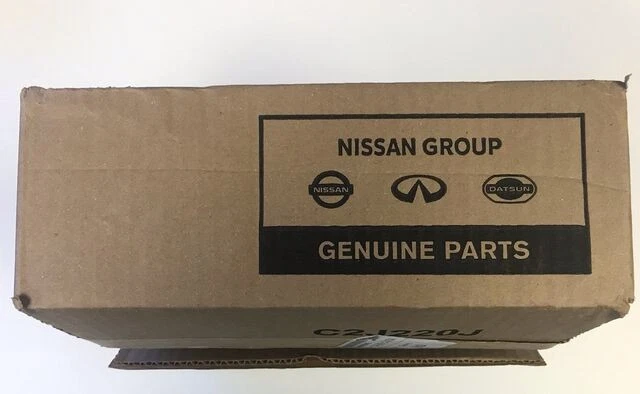 NISSAN GROUP
NISSAN DATSUN
GENUINE PARTS
C2J220J